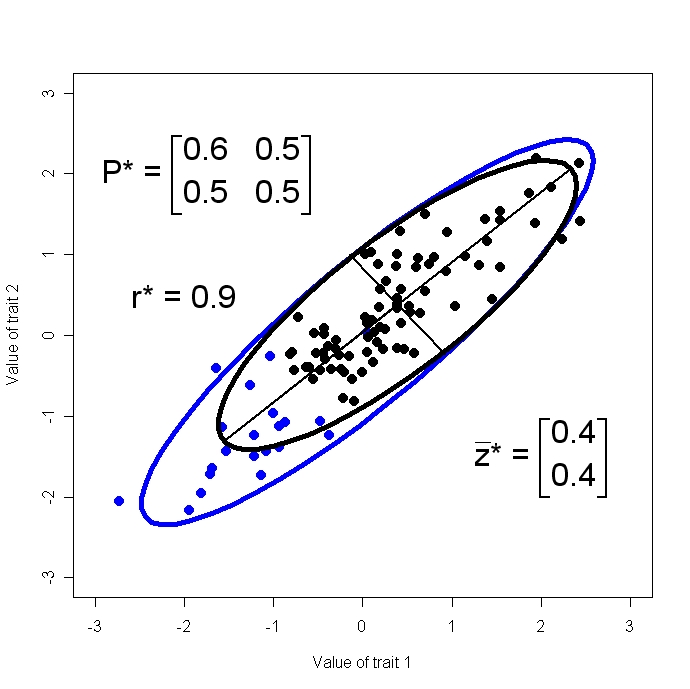 P* = [0.6 0.5
0.5 0.5]
r* = 0.9
z̅* = [0.4
0.4]
3
2
1
0
-1
-2
-3
Value of trait 2
-3 -2 -1 0 1 2 3
Value of trait 1